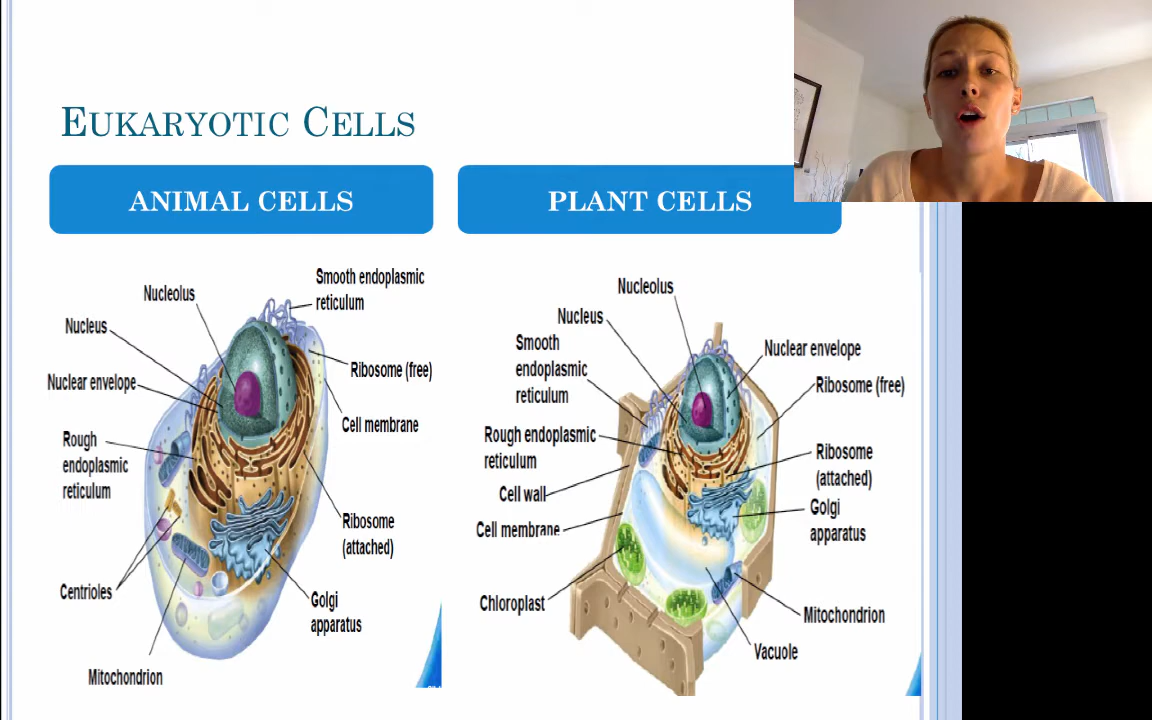 EUKARYOTIC CELLS
ANIMAL CELLS
PLANT CELLS
Smooth endoplasmic
reticulum
Nucleolus
Nucleus
Ribosome (free)
Nuclear envelope
Cell membrane
Rough
endoplasmic
reticulum
Ribosome
(attached)
Centrioles
Golgi
apparatus
Mitochondrion
Nucleolus
Nucleus
Smooth
endoplasmic
reticulum
Nuclear envelope
Ribosome (free)
Rough endoplasmic
reticulum
Ribosome
(attached)
Cell wall
Golgi
apparatus
Cell membrane
Chloroplast
Mitochondrion
Vacuole